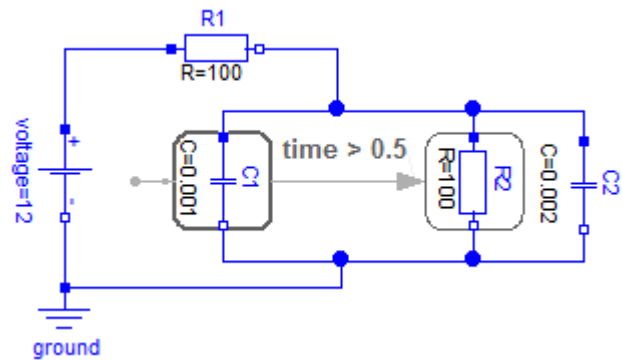 R1
R=100
voltage=12
+
-
C=0.001
C1
time > 0.5
R=100
R2
C=0.002
C2
ground